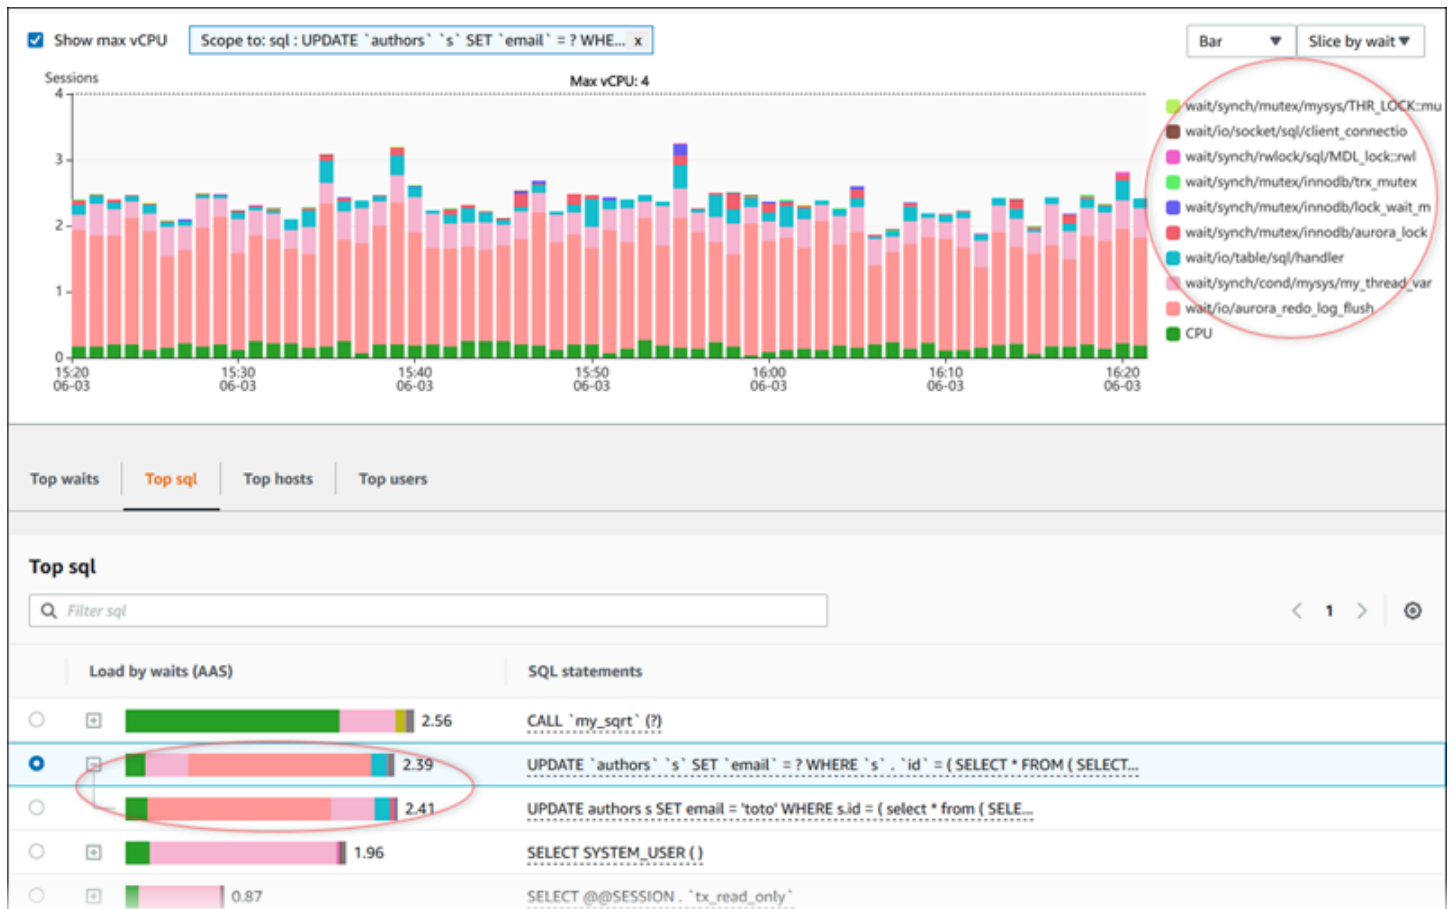 Show max vCPU
Scope to: sql : UPDATE `authors` `s` SET `email` = ? WHE... x
Bar
Slice by wait
Sessions
Max vCPU: 4
4
3
2
1
0
15:20
06-03
15:30
06-03
15:40
06-03
15:50
06-03
16:00
06-03
16:10
06-03
16:20
06-03
wait/synch/mutex/mysys/THR_LOCK::mu
wait/io/socket/sql/client_connectio
wait/synch/rwlock/sql/MDL_lock::rwl
wait/synch/mutex/innodb/trx_mutex
wait/synch/mutex/innodb/lock_wait_m
wait/synch/mutex/innodb/aurora_lock
wait/io/table/sql/handler
wait/synch/cond/mysys/my_thread_var
wait/io/aurora_redo_log_flush
CPU
Top waits
Top sql
Top hosts
Top users
Top sql
Filter sql
1
Load by waits (AAS)
SQL statements
2.56
CALL `my_sqrt` (?)
2.39
UPDATE `authors` `s` SET `email` = ? WHERE `s` . `id` = ( SELECT * FROM ( SELECT...
2.41
UPDATE authors s SET email = 'toto' WHERE s.id = ( select * from ( SELE...
1.96
SELECT SYSTEM_USER ( )
0.87
SELECT @@SESSION . `tx_read_only`